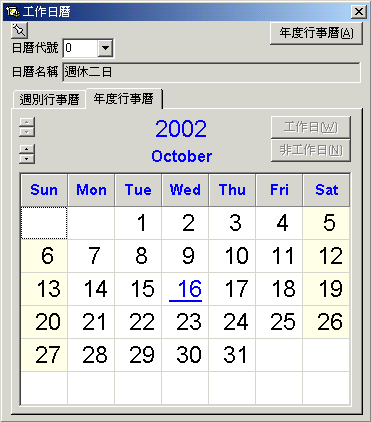 工作日曆
年度行事曆(A)
日曆代號 0
日曆名稱 週休二日
週別行事曆 年度行事曆
2002 工作日(W)
October 非工作日(N)
Sun Mon Tue Wed Thu Fri Sat
1 2 3 4 5
6 7 8 9 10 11 12
13 14 15 16 17 18 19
20 21 22 23 24 25 26
27 28 29 30 31